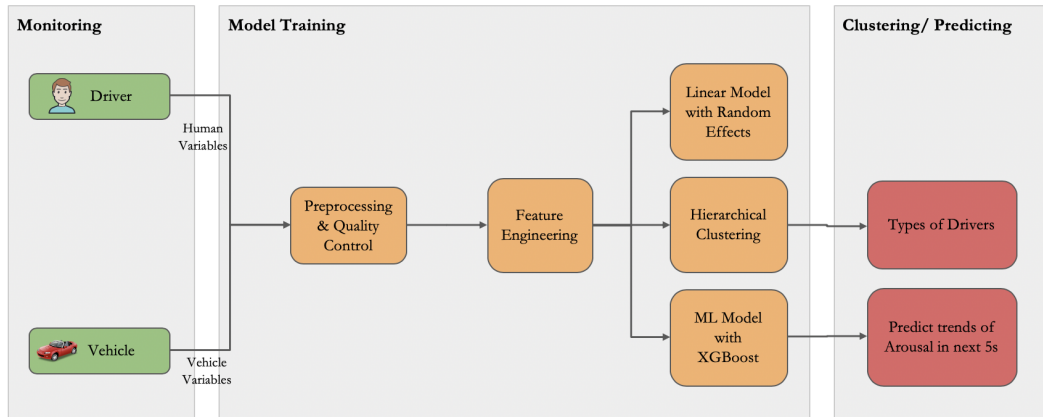 Monitoring
Driver
Human
Variables
Vehicle
Vehicle
Variables
Model Training
Preprocessing
& Quality
Control
Feature
Engineering
Linear Model
with Random
Effects
Hierarchical
Clustering
ML Model
with
XGBoost
Clustering/ Predicting
Types of Drivers
Predict trends of
Arousal in next 5s